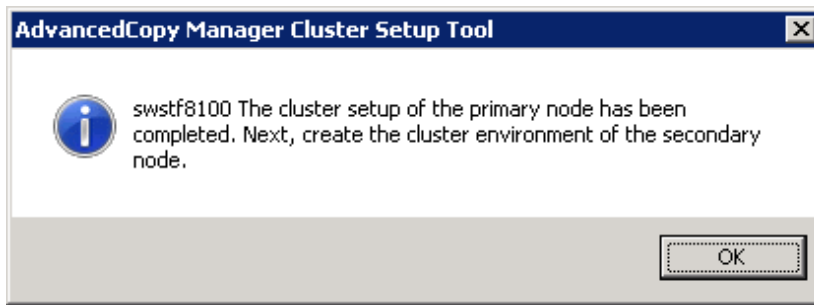 AdvancedCopy Manager Cluster Setup Tool
swstf8100 The cluster setup of the primary node has been
completed. Next, create the cluster environment of the secondary
node.
OK